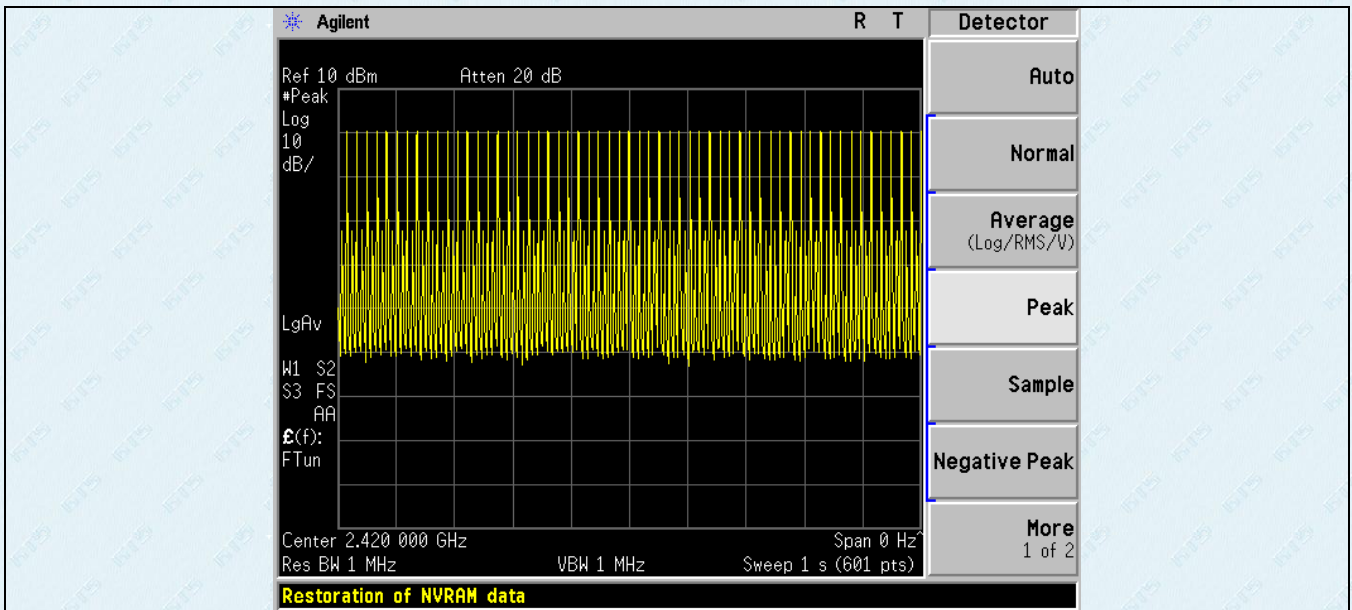 Agilent R T Detector
Ref 10 dBm Atten 20 dB
#Peak
Log
10
dB/
LgAv
W1 S2
S3 FS
AA
£(f):
FTun
Center 2.420 000 GHz Span 0 Hz^
Res BW 1 MHz VBW 1 MHz Sweep 1 s (601 pts)
Restoration of NVRAM data
Auto
Normal
Average
(Log/RMS/V)
Peak
Sample
Negative Peak
More
1 of 2